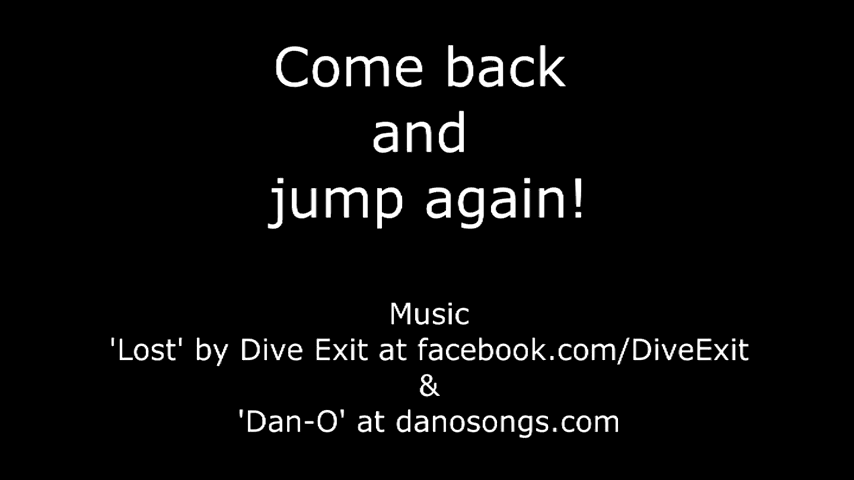 Come back
and
jump again!
Music
'Lost' by Dive Exit at facebook.com/DiveExit
&
'Dan-O' at danosongs.com